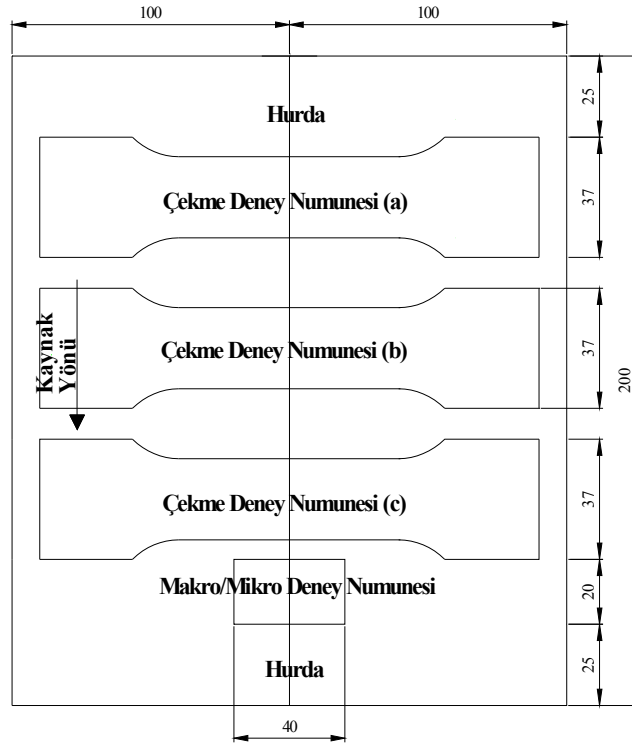 100
100
25
Hurda
37
Çekme Deney Numunesi (a)
Kaynak
Yönü
37
Çekme Deney Numunesi (b)
200
37
Çekme Deney Numunesi (c)
Makro/Mikro Deney Numunesi
20
Hurda
25
40